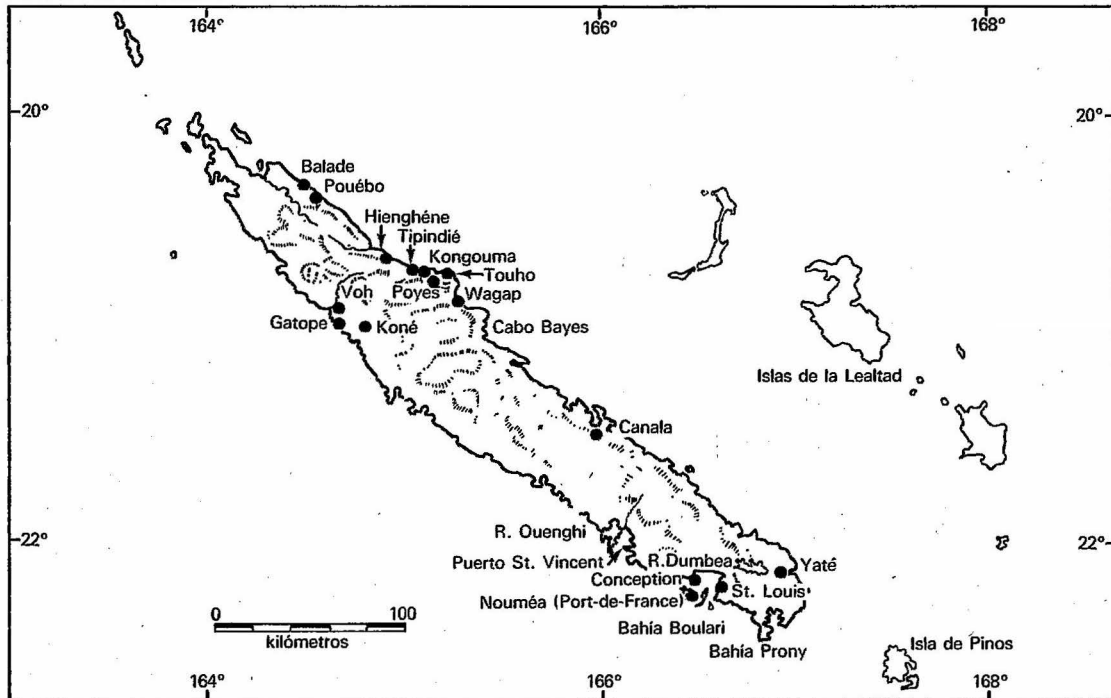 164°
166°
168°
20°
20°
Balade
Pouébo
Hienghéne
Tipindié
Kongouma
Touho
Voh
Poyes
Wagap
Gatope
Koné
Cabo Bayes
Islas de la Lealtad
Canala
R. Ouenghi
22°
22°
Puerto St. Vincent
R.Dumbea
Yaté
Conception
St. Louis
Nouméa (Port-de-France)
0 100
kilómetros
Bahía Boulari
Bahía Prony
Isla de Pinos
164°
166°
168°